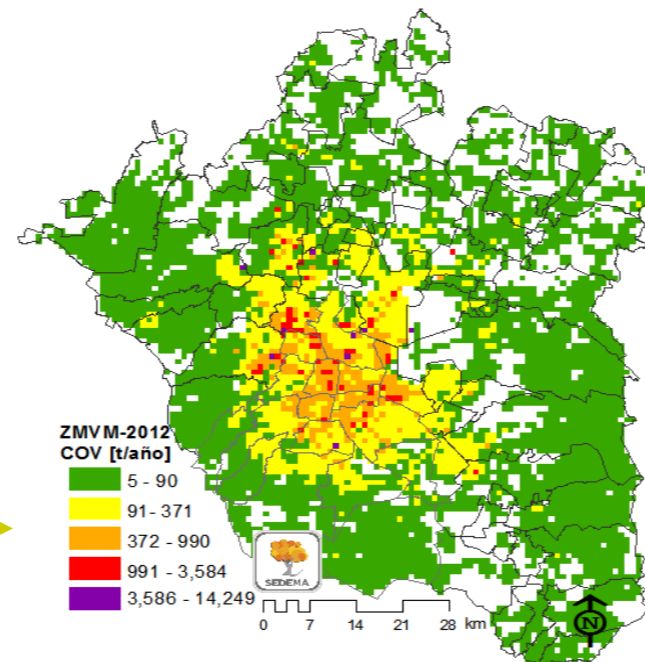 ZMVM-2012
COV [t/año]
5 - 90
91- 371
372 - 990
991 - 3,584
3,586 - 14,249
SEDEMA
0 7 14 21 28 km
N